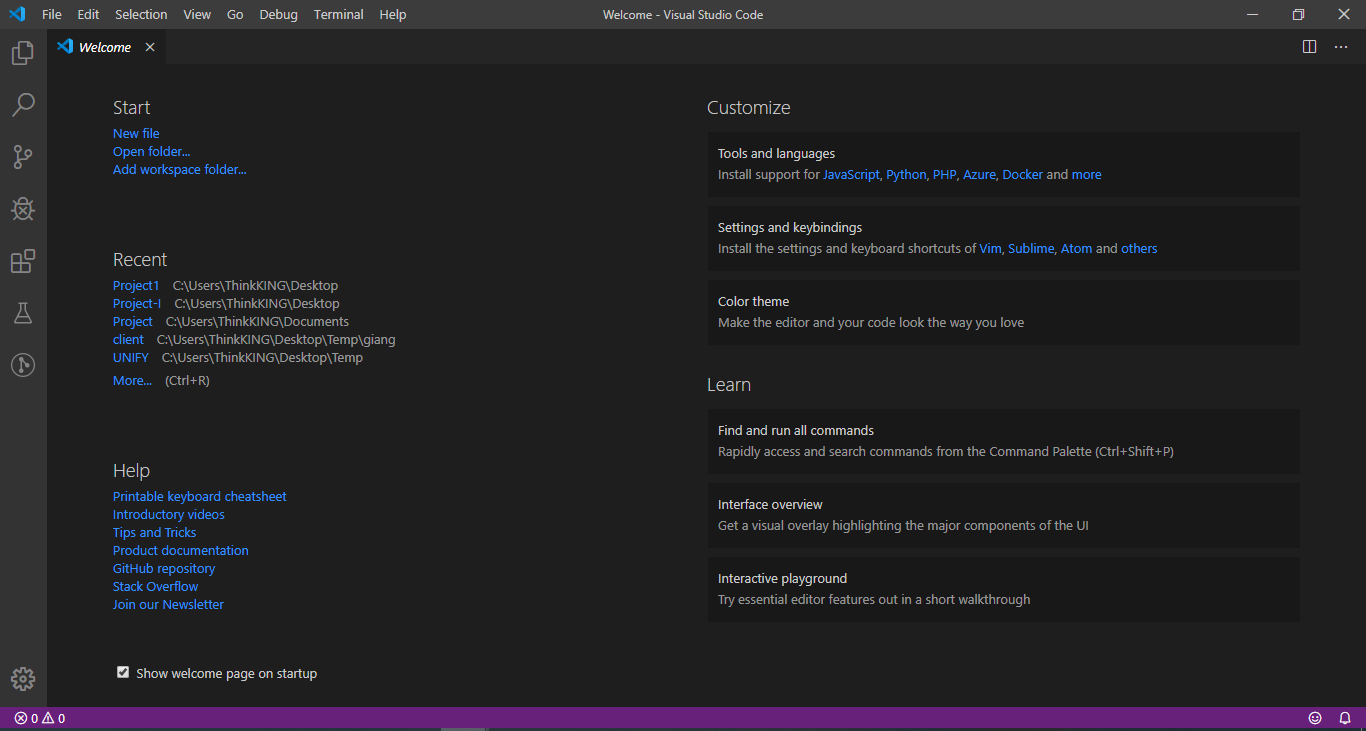 File Edit Selection View Go Debug Terminal Help Welcome - Visual Studio Code
Welcome
Start
New file
Open folder...
Add workspace folder...
Recent
Project1 C:\Users\ThinkKING\Desktop
Project-I C:\Users\ThinkKING\Desktop
Project C:\Users\ThinkKING\Documents
client C:\Users\ThinkKING\Desktop\Temp\giang
UNIFY C:\Users\ThinkKING\Desktop\Temp
More... (Ctrl+R)
Help
Printable keyboard cheatsheet
Introductory videos
Tips and Tricks
Product documentation
GitHub repository
Stack Overflow
Join our Newsletter
Show welcome page on startup
Customize
Tools and languages
Install support for JavaScript, Python, PHP, Azure, Docker and more
Settings and keybindings
Install the settings and keyboard shortcuts of Vim, Sublime, Atom and others
Color theme
Make the editor and your code look the way you love
Learn
Find and run all commands
Rapidly access and search commands from the Command Palette (Ctrl+Shift+P)
Interface overview
Get a visual overlay highlighting the major components of the UI
Interactive playground
Try essential editor features out in a short walkthrough
0 0